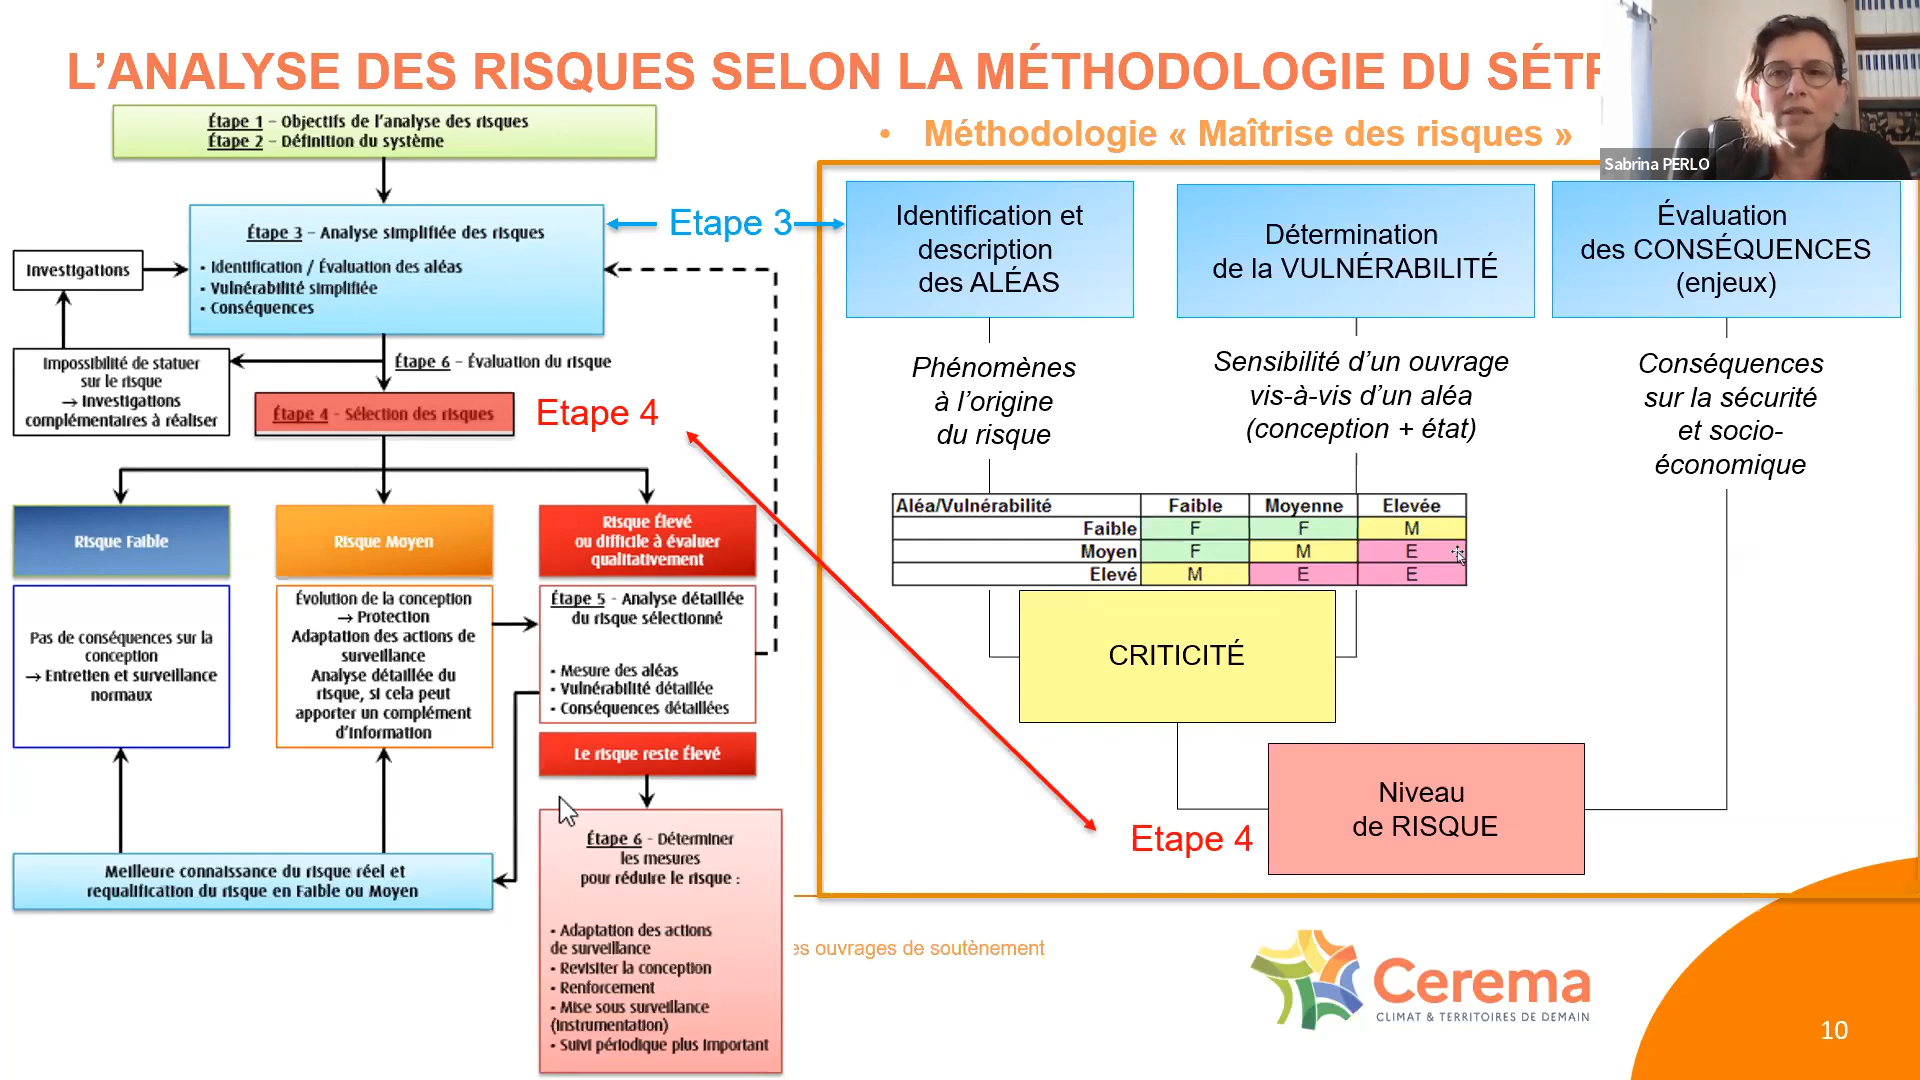 L'ANALYSE DES RISQUES SELON LA MÉTHODOLOGIE DU
Sabrina PERLO
Étape 1 – Objectifs de l'analyse des risques
Étape 2 – Définition du système
• Méthodologie « Maîtrise des risques »
Étape 3 – Analyse simplifiée des risques
• Identification / Évaluation des aléas
• Vulnérabilité simplifiée
• Conséquences
Investigations
Etape 3
Impossibilité de statuer
sur le risque
→ Investigations
complémentaires à réaliser
Étape 6 – Évaluation du risque
Étape 4 - Sélection des risques
Etape 4
Risque Faible
Risque Moyen
Risque Élevé
ou difficile à évaluer
qualitativement
Pas de conséquences sur la
conception
→ Entretien et surveillance
normaux
Évolution de la conception
→ Protection
Adaptation des actions de
surveillance
Analyse détaillée du
risque, si cela peut
apporter un complément
d'information
Étape 5 - Analyse détaillée
du risque sélectionné
• Mesure des aléas
• Vulnérabilité détaillée
• Conséquences détaillées
Le risque reste Élevé
Étape 6 - Déterminer
les mesures
pour réduire le risque :
• Adaptation des actions
de surveillance
• Revisiter la conception
• Renforcement
• Mise sous surveillance
(instrumentation)
• Suivi périodique plus important
Meilleure connaissance du risque réel et
requalification du risque en Faible ou Moyen
Identification et
description
des ALÉAS
Détermination
de la VULNÉRABILITÉ
Évaluation
des CONSÉQUENCES
(enjeux)
Phénomènes
à l'origine
du risque
Sensibilité d'un ouvrage
vis-à-vis d'un aléa
(conception + état)
Conséquences
sur la sécurité
et socio-
économique
Aléa/Vulnérabilité Faible Moyenne Elevée
Faible F F M
Moyen F M E
Elevé M E E
CRITICITÉ
Niveau
de RISQUE
Etape 4
es ouvrages de soutènement
Cerema
CLIMAT & TERRITOIRES DE DEMAIN
10